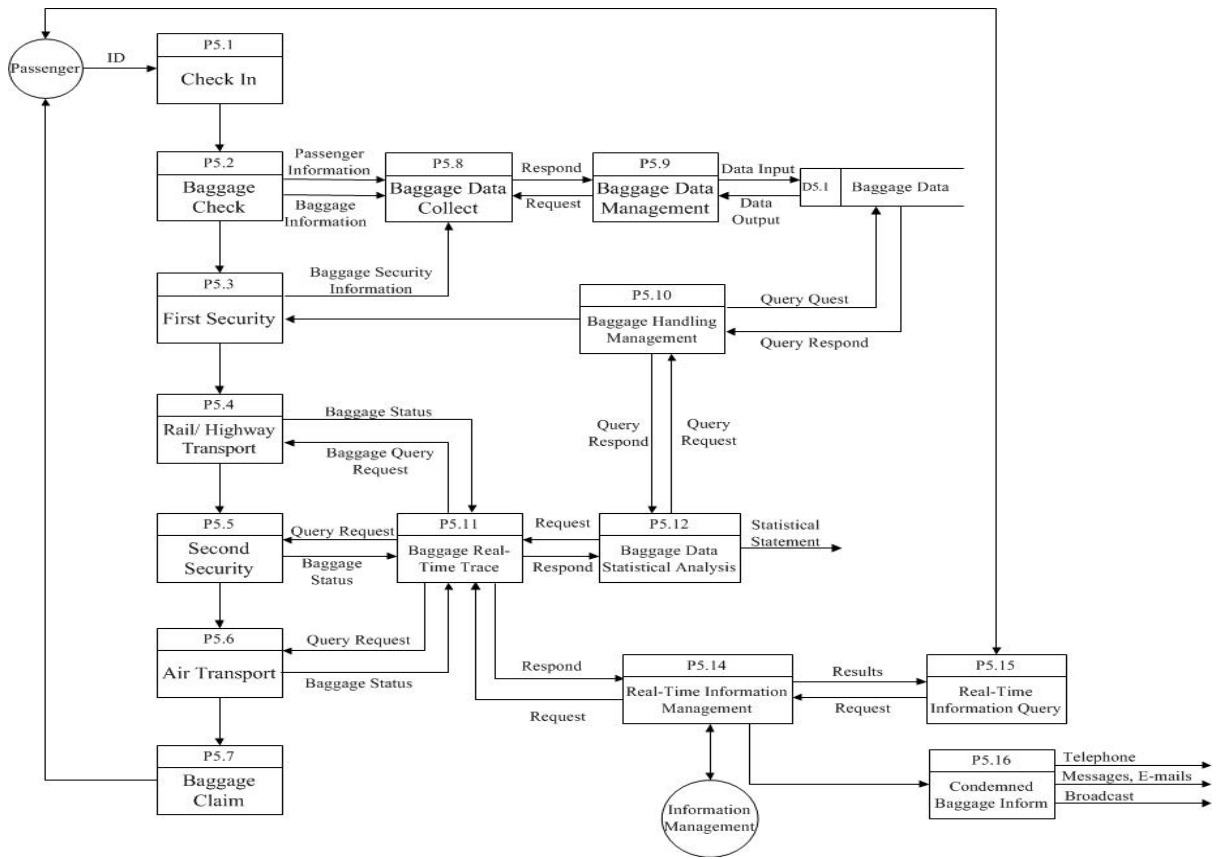 P5.1
ID
Passenger
Check In
P5.2
Baggage
Check
Passenger
Information
Baggage
Information
P5.8
Baggage Data
Collect
Respond
Request
P5.9
Baggage Data
Management
Data Input
Data
Output
D5.1
Baggage Data
P5.3
First Security
Baggage Security
Information
P5.10
Baggage Handling
Management
Query Quest
Query Respond
P5.4
Rail/ Highway
Transport
Baggage Status
Baggage Query
Request
Query
Respond
Query
Request
P5.5
Second
Security
Query Request
Baggage
Status
P5.11
Baggage Real-
Time Trace
Request
Respond
P5.12
Baggage Data
Statistical Analysis
Statistical
Statement
P5.6
Air Transport
Query Request
Baggage Status
Respond
Request
P5.14
Real-Time Information
Management
Results
Request
P5.15
Real-Time
Information Query
P5.7
Baggage
Claim
Information
Management
P5.16
Condemned
Baggage Inform
Telephone
Messages, E-mails
Broadcast